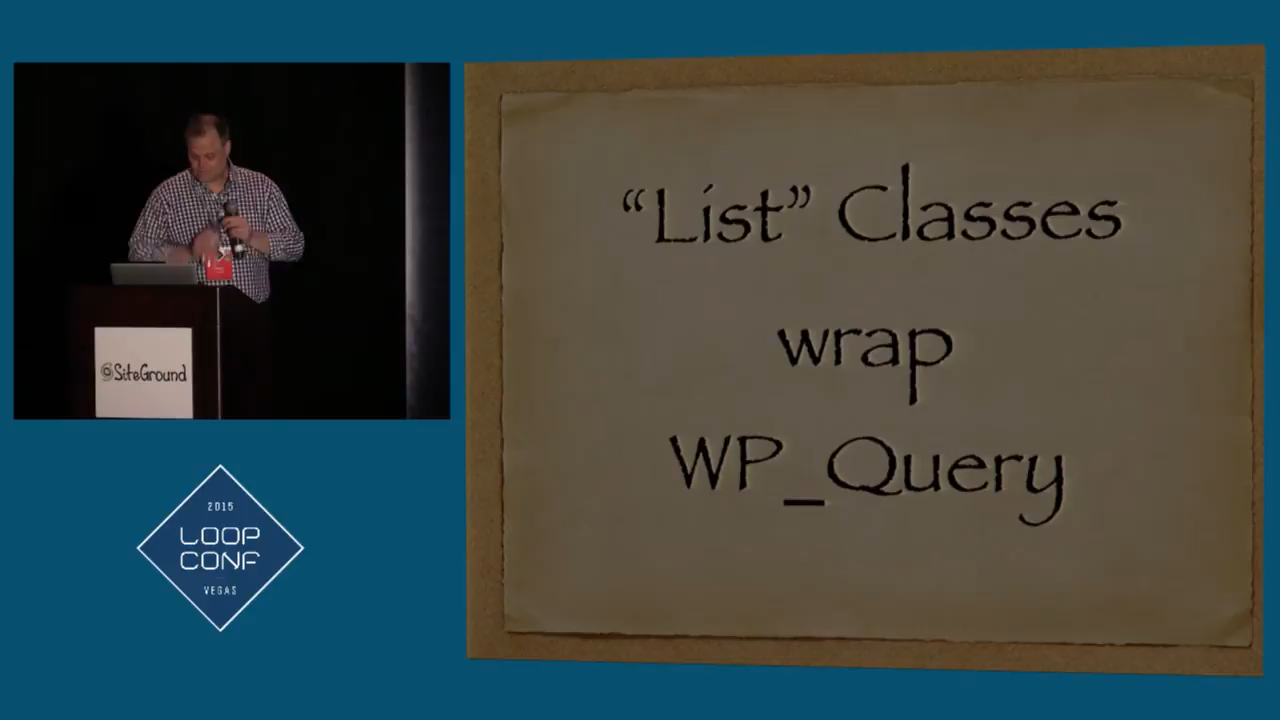 “List” Classes
wrap
WP_Query
@SiteGround
2015
LOOP
CONF
VEGAS